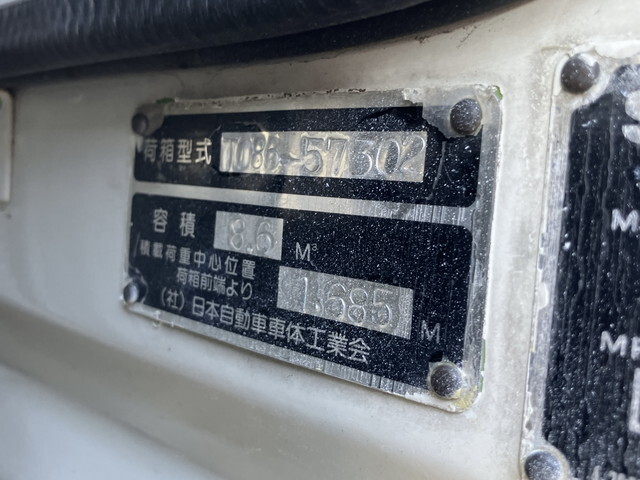 荷箱型式 T086-57502
容積 8.6 M³
積載荷重中心位置
荷箱前端より 1.685 M
(社)日本自動車車体工業会